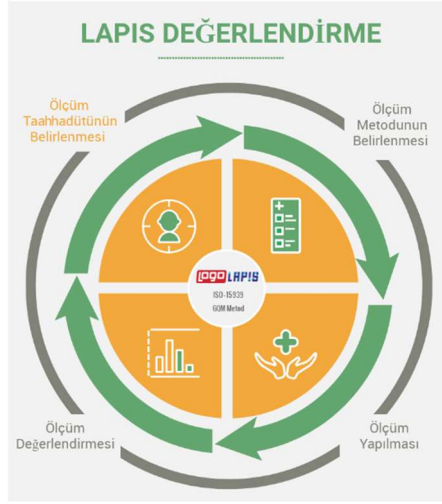 LAPIS DEĞERLENDİRME
Ölçüm
Taahhadütünün
Belirlenmesi
Ölçüm
Metodunun
Belirlenmesi
LOGO LAPIS
ISO-15939
GQM Metod
Ölçüm
Değerlendirmesi
Ölçüm
Yapılması